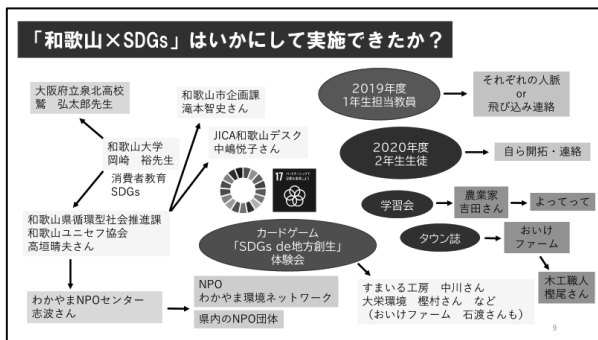 「和歌山×SDGs」はいかにして実施できたか？
大阪府立泉北高校
鷲　弘太郎先生
和歌山市企画課
滝本智史さん
2019年度
1年生担当教員
それぞれの人脈
or
飛び込み連絡
和歌山大学
岡崎　裕先生
消費者教育
SDGs
JICA和歌山デスク
中嶋悦子さん
2020年度
2年生生徒
自ら開拓・連絡
17
和歌山県循環型社会推進課
和歌山ユニセフ協会
高垣晴夫さん
学習会
農業家
吉田さん
よってって
カードゲーム
「SDGs de地方創生」
体験会
タウン誌
おいけ
ファーム
わかやまNPOセンター
志波さん
NPO
わかやま環境ネットワーク
県内のNPO団体
すまいる工房　中川さん
大栄環境　樫村さん　など
（おいけファーム　石渡さんも）
木工職人
樫尾さん
9